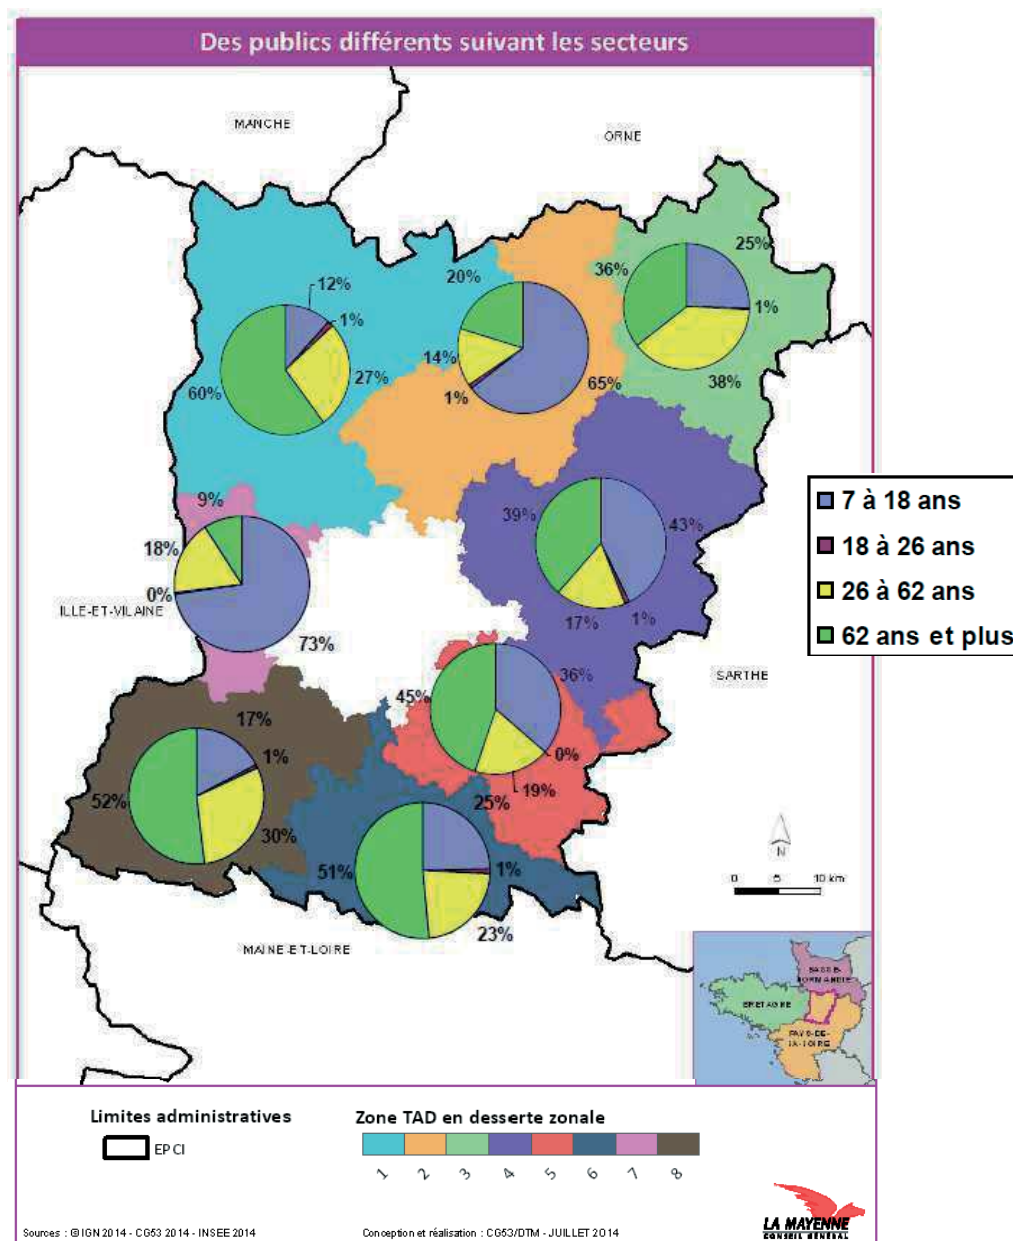 Des publics différents suivant les secteurs
MANCHE
ORNE
25%
20%
36%
12%
1%
1%
14%
27%
38%
65%
60%
1%
9%
39%
43%
18%
0%
ILLE-ET-VILAINE
17%
1%
73%
36%
SARTHE
45%
17%
0%
1%
19%
52%
25%
30%
51%
1%
23%
MAINE-ET-LOIRE
7 à 18 ans
18 à 26 ans
26 à 62 ans
62 ans et plus
N
0 5 10 km
BASSE-
NORMANDIE
BRETAGNE
PAYS-DE-
LA-LOIRE
Limites administratives
EPCI
Zone TAD en desserte zonale
1 2 3 4 5 6 7 8
Sources : @IGN 2014 - CG53 2014 - INSEE 2014
Conception et réalisation : CG53/DTM - JUILLET 2014
LA MAYENNE
CONSEIL GÉNÉRAL